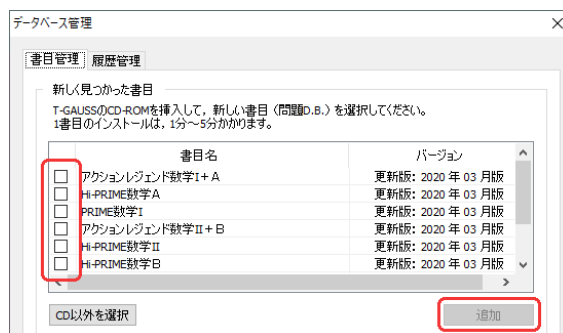 データベース管理
書目管理 履歴管理
新しく見つかった書目
T-GAUSSのCD-ROMを挿入して，新しい書目（問題D.B.）を選択してください。
1書目のインストールは，1分～5分かかります。
書目名 バージョン
アクションレジェンド数学I＋A 更新版: 2020 年 03 月版
Hi-PRIME数学A 更新版: 2020 年 03 月版
PRIME数学I 更新版: 2020 年 03 月版
アクションレジェンド数学II＋B 更新版: 2020 年 03 月版
Hi-PRIME数学II 更新版: 2020 年 03 月版
Hi-PRIME数学B 更新版: 2020 年 03 月版
CD以外を選択 追加